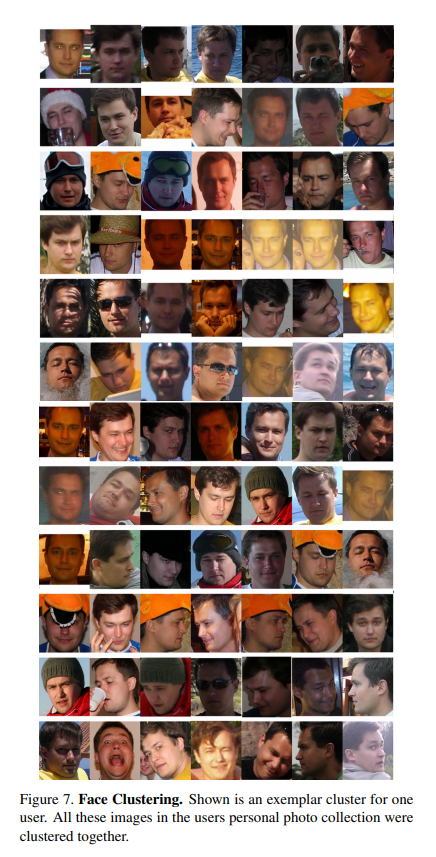 Figure 7. Face Clustering. Shown is an exemplar cluster for one
user. All these images in the users personal photo collection were
clustered together.